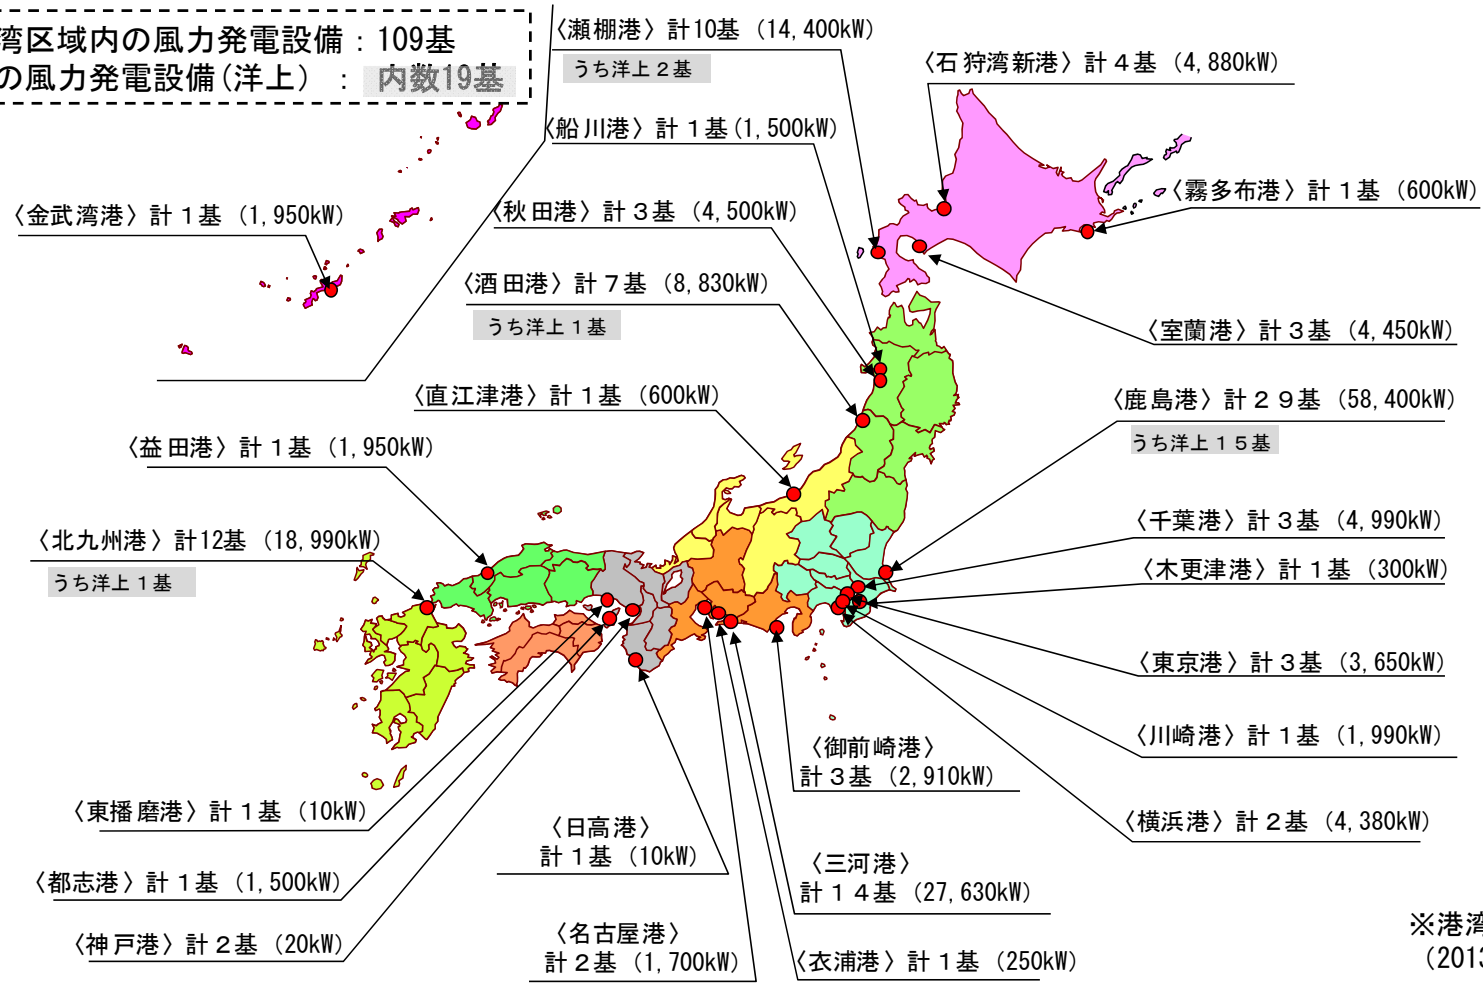 湾区域内の風力発電設備：109基
の風力発電設備(洋上)　：　内数19基
〈瀬棚港〉計10基（14,400kW）
うち洋上２基
〈石狩湾新港〉計４基（4,880kW）
〈船川港〉計１基(1,500kW)
〈霧多布港〉計１基（600kW）
〈金武湾港〉計１基（1,950kW）
〈秋田港〉計３基（4,500kW）
〈酒田港〉計７基（8,830kW）
うち洋上１基
〈室蘭港〉計３基（4,450kW）
〈直江津港〉計１基（600kW）
〈鹿島港〉計２９基（58,400kW）
うち洋上１５基
〈益田港〉計１基（1,950kW）
〈千葉港〉計３基（4,990kW）
〈北九州港〉計12基（18,990kW）
うち洋上１基
〈木更津港〉計１基（300kW）
〈東京港〉計３基（3,650kW）
〈川崎港〉計１基（1,990kW）
〈御前崎港〉
計３基（2,910kW）
〈東播磨港〉計１基（10kW）
〈日高港〉
計１基（10kW）
〈横浜港〉計２基（4,380kW）
〈都志港〉計１基（1,500kW）
〈三河港〉
計１４基（27,630kW）
〈神戸港〉計２基（20kW）
〈名古屋港〉
計２基（1,700kW）
〈衣浦港〉計１基（250kW）
※港湾
（2013